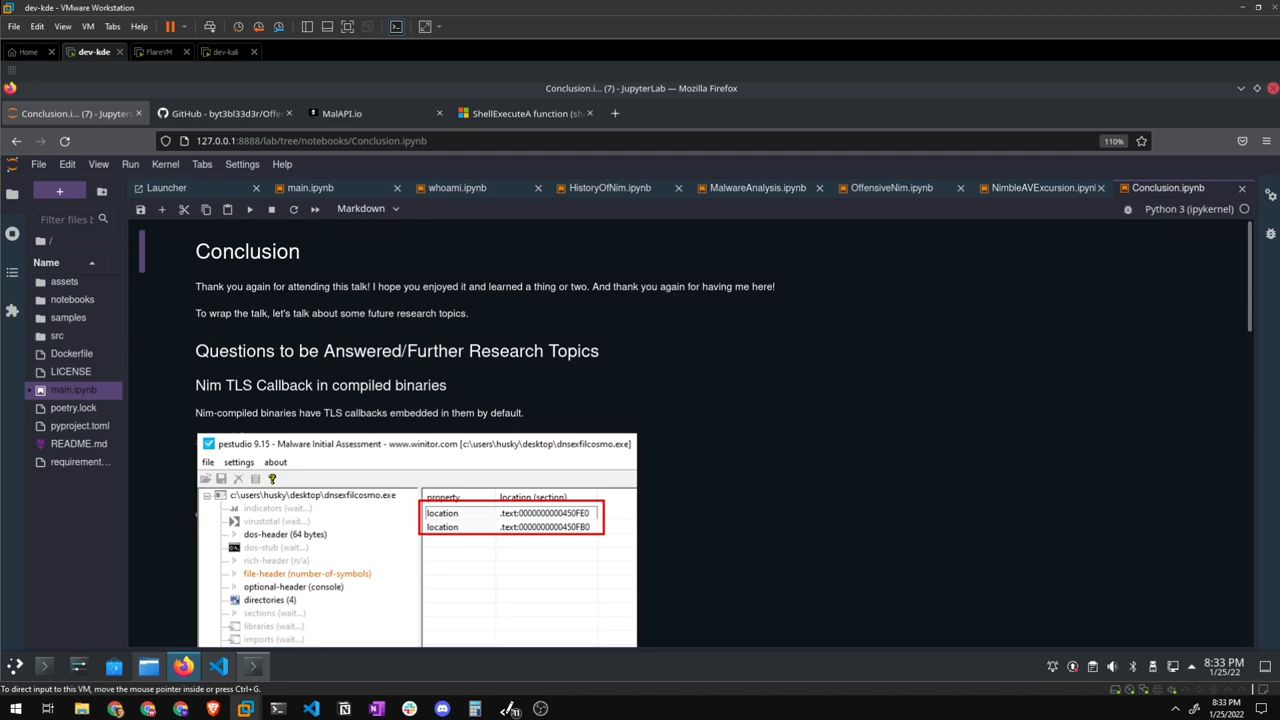 dev-kde - VMware Workstation
File Edit View VM Tabs Help
Home dev-kde FlareVM dev-kali
Conclusion.i... (7) - JupyterLab — Mozilla Firefox
Conclusion.i... (7) - JupyterL GitHub - byt3bl33d3r/Offe MalAPI.io ShellExecuteA function (sh
127.0.0.1:8888/lab/tree/notebooks/Conclusion.ipynb 110%
File Edit View Run Kernel Tabs Settings Help
Launcher main.ipynb whoami.ipynb HistoryOfNim.ipynb MalwareAnalysis.ipynb OffensiveNim.ipynb NimbleAVExcursion.ipynl Conclusion.ipynb
Markdown Python 3 (ipykernel)
Filter files b
/
Name
assets
notebooks
samples
src
Dockerfile
LICENSE
main.ipynb
poetry.lock
pyproject.toml
README.md
requirement...
Conclusion
Thank you again for attending this talk! I hope you enjoyed it and learned a thing or two. And thank you again for having me here!
To wrap the talk, let's talk about some future research topics.
Questions to be Answered/Further Research Topics
Nim TLS Callback in compiled binaries
Nim-compiled binaries have TLS callbacks embedded in them by default.
pestudio 9.15 - Malware Initial Assessment - www.winitor.com [c:\users\husky\desktop\dnsexfilcosmo.exe]
file settings about
c:\users\husky\desktop\dnsexfilcosmo.exe
indicators (wait...)
virustotal (wait...)
dos-header (64 bytes)
dos-stub (wait...)
rich-header (n/a)
file-header (number-of-symbols)
optional-header (console)
directories (4)
sections (wait...)
libraries (wait...)
imports (wait...)
property location (section)
location .text:0000000000450FE0
location .text:0000000000450FB0
8:33 PM
1/25/22
To direct input to this VM, move the mouse pointer inside or press Ctrl+G.
8:33 PM
1/25/2022